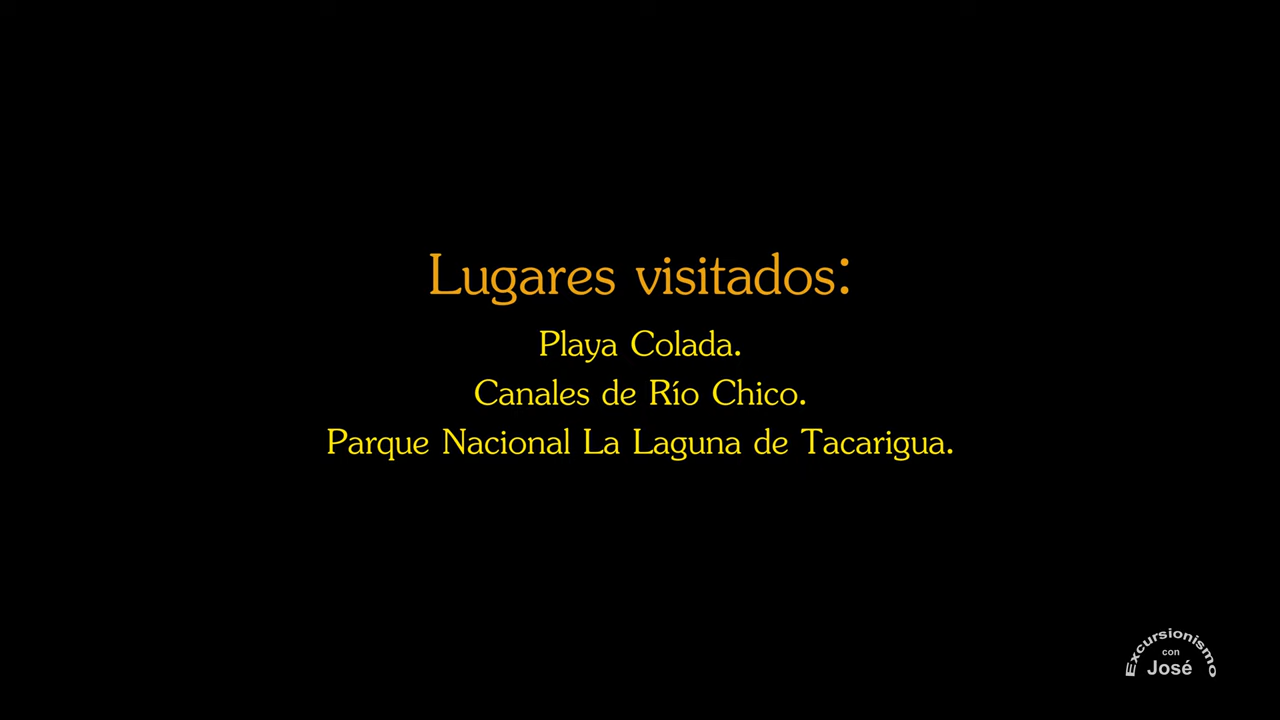 Lugares visitados:
Playa Colada.
Canales de Río Chico.
Parque Nacional La Laguna de Tacarigua.
Excursionismo
con
José